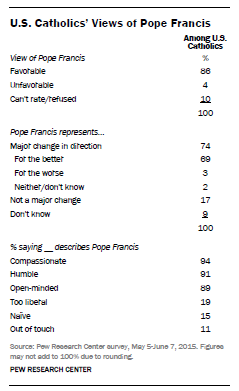 U.S. Catholics' Views of Pope Francis
Among U.S.
Catholics
View of Pope Francis %
Favorable 86
Unfavorable 4
Can't rate/refused 10
100
Pope Francis represents...
Major change in direction 74
For the better 69
For the worse 3
Neither/don't know 2
Not a major change 17
Don't know 9
100
% saying __ describes Pope Francis
Compassionate 94
Humble 91
Open-minded 89
Too liberal 19
Naïve 15
Out of touch 11
Source: Pew Research Center survey, May 5-June 7, 2015. Figures
may not add to 100% due to rounding.
PEW RESEARCH CENTER